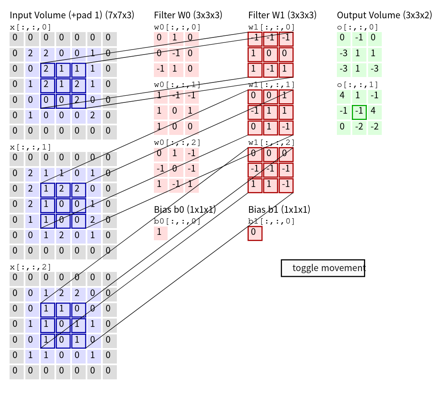 Input Volume (+pad 1) (7x7x3)
x[:,:,0]
0 0 0 0 0 0 0
0 2 2 0 0 1 0
0 0 2 1 1 1 0
0 1 2 1 2 1 0
0 0 0 0 2 0 0
0 1 0 0 0 2 0
0 0 0 0 0 0 0
x[:,:,1]
0 0 0 0 0 0 0
0 2 1 1 0 0 0
0 0 1 2 2 0 0
0 2 1 0 0 1 0
0 1 1 0 0 2 0
0 0 1 2 0 1 0
0 0 0 0 0 0 0
x[:,:,2]
0 0 0 0 0 0 0
0 0 1 2 2 0 0
0 0 1 1 0 0 0
0 1 1 0 1 1 0
0 0 1 0 1 0 0
0 1 1 0 0 1 0
0 0 0 0 0 0 0
Filter W0 (3x3x3)
w0[:,:,0]
0 1 0
0 -1 0
-1 1 0
w0[:,:,1]
1 -1 -1
1 0 1
1 0 0
w0[:,:,2]
0 1 -1
-1 0 -1
1 -1 1
Bias b0 (1x1x1)
b0[:,:,0]
1
Filter W1 (3x3x3)
w1[:,:,0]
-1 -1 -1
1 0 0
1 -1 1
w1[:,:,1]
0
1 1
0 1 -1
w1[:,:,2]
0 0 0
-1 -1 -1
1 1 -1
Bias b1 (1x1x1)
b1[:,:,0]
0
Output Volume (3x3x2)
o[:,:,0]
0 -1 0
-3 1 1
-3 1 -3
o[:,:,1]
4 1 -1
-1 -1 4
0 -2 -2
toggle movement